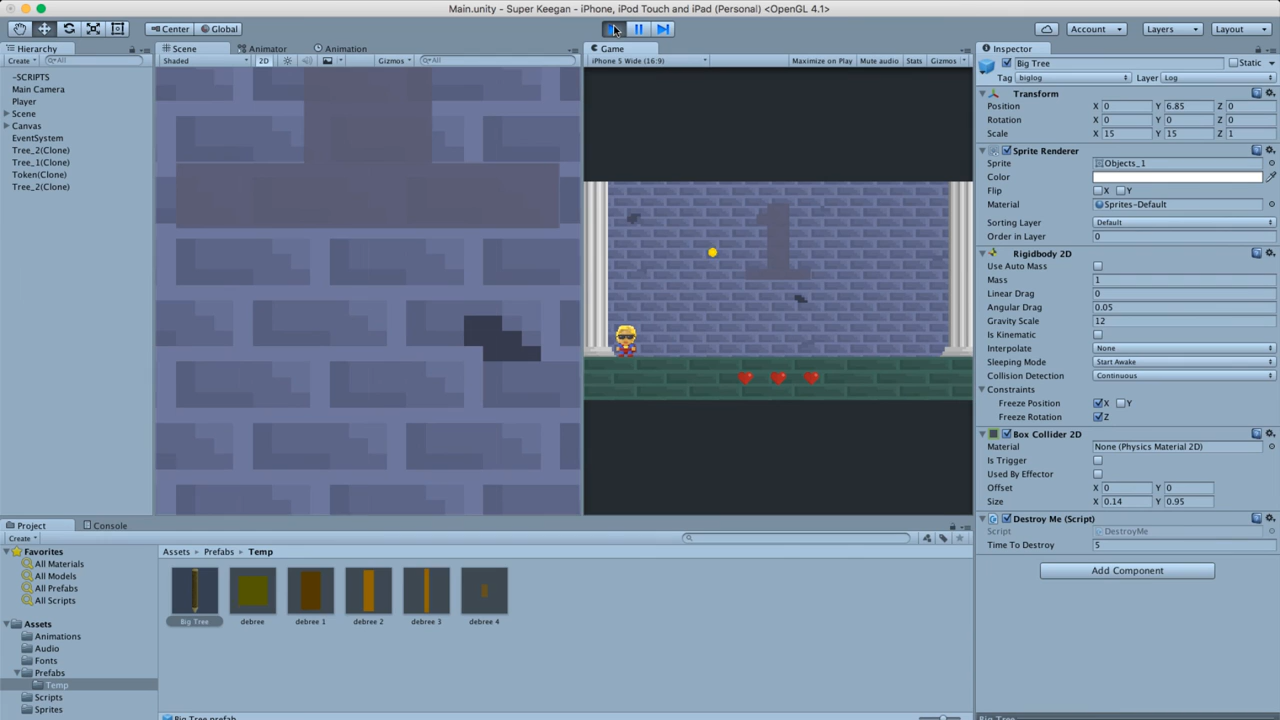 Main.unity - Super Keegan - iPhone, iPod Touch and iPad (Personal) <OpenGL 4.1>
Center Global Account Layers Layout
Hierarchy Scene Animator Animation Game Inspector
Create All Shaded 2D Gizmos All iPhone 5 Wide (16:9) Maximize on Play Mute audio Stats Gizmos
Big Tree Static
Tag biglog Layer Log
-SCRIPTS
Main Camera
Player
Scene
Canvas
EventSystem
Tree_2(Clone)
Tree_1(Clone)
Token(Clone)
Tree_2(Clone)
1
Transform
Position X 0 Y 6.85 Z 0
Rotation X 0 Y 0 Z 0
Scale X 15 Y 15 Z 1
Sprite Renderer
Sprite Objects_1
Color
Flip X Y
Material Sprites-Default
Sorting Layer Default
Order in Layer 0
Rigidbody 2D
Use Auto Mass
Mass 1
Linear Drag 0
Angular Drag 0.05
Gravity Scale 12
Is Kinematic
Interpolate None
Sleeping Mode Start Awake
Collision Detection Continuous
Constraints
Freeze Position X Y
Freeze Rotation Z
Box Collider 2D
Material None (Physics Material 2D)
Is Trigger
Used By Effector
Offset X 0 Y 0
Size X 0.14 Y 0.95
Destroy Me (Script)
Script DestroyMe
Time To Destroy 5
Add Component
Project Console
Create
Favorites
All Materials
All Models
All Prefabs
All Scripts
Assets
Animations
Audio
Fonts
Prefabs
Temp
Scripts
Sprites
Assets Prefabs Temp
Big Tree debree debree 1 debree 2 debree 3 debree 4
Big Tree.prefab
Big Tree